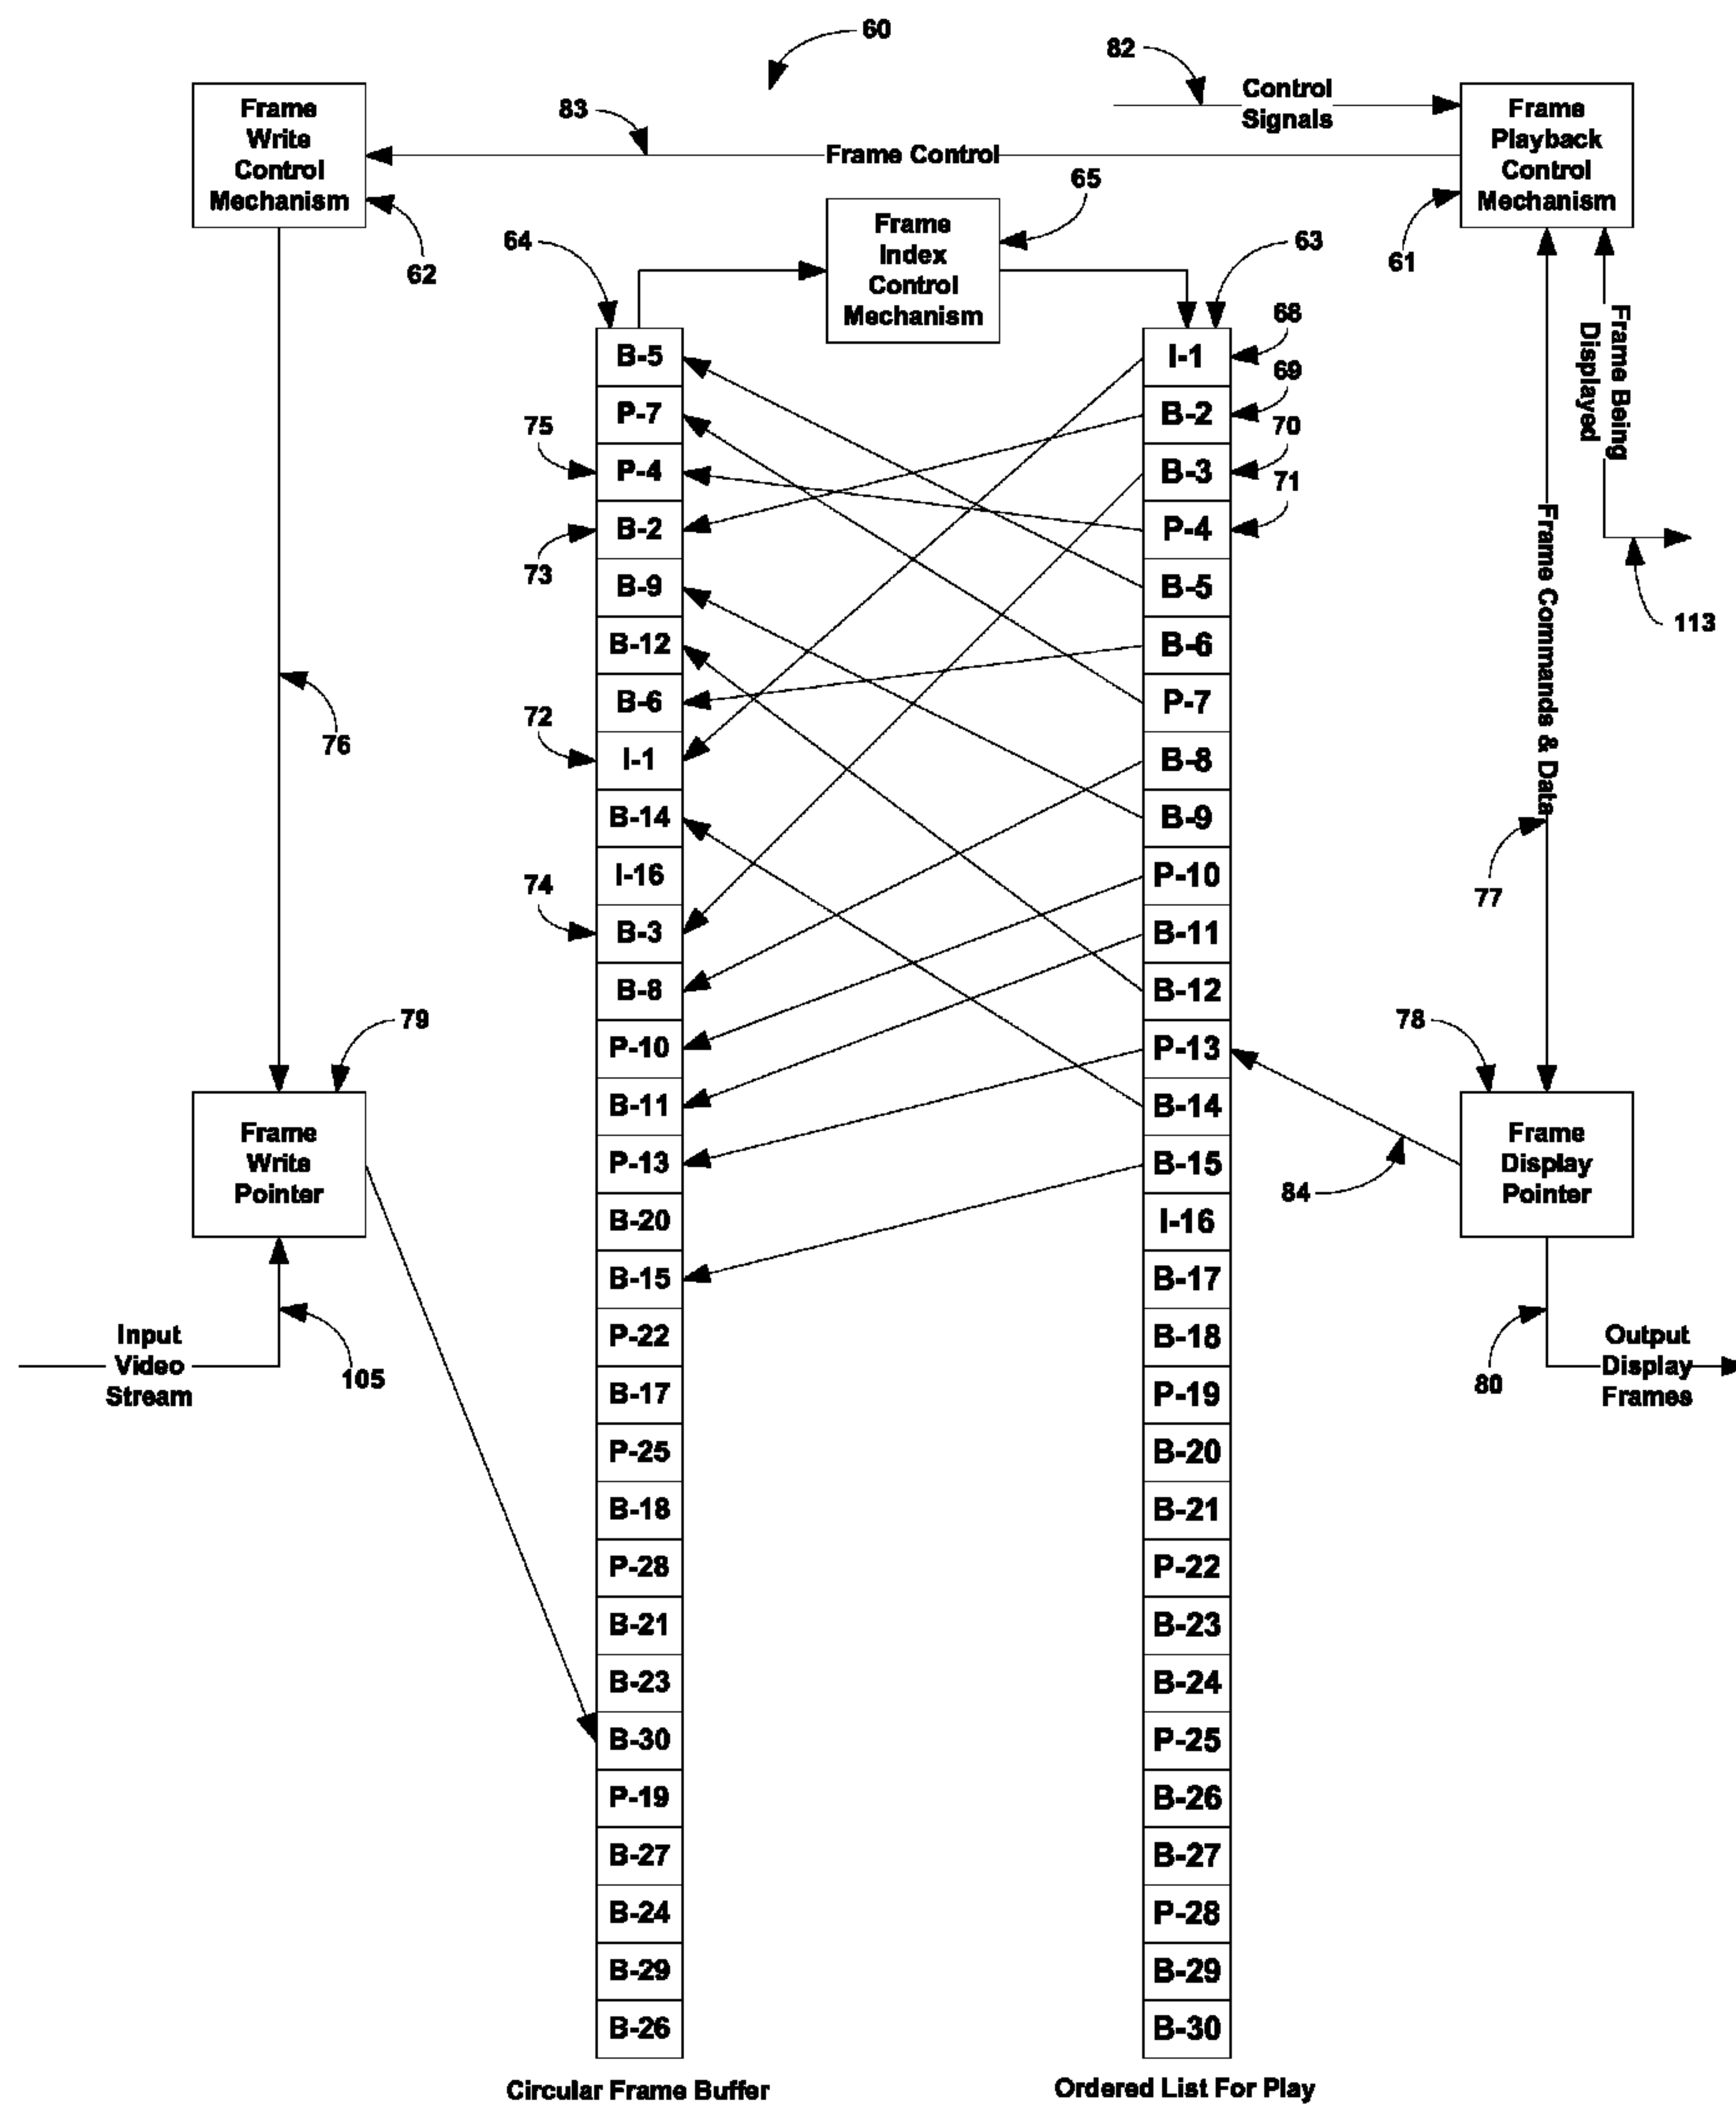 60
82
Control
Signals
83
Frame
Write
Control
Mechanism
Frame Control
Frame
Playback
Control
Mechanism
65
62
61
64
63
Frame
Index
Control
Mechanism
Frame Being
Displayed
113
Frame Commands & Data
77
68
69
70
71
75
73
72
74
76
B-5
P-7
P-4
B-2
B-9
B-12
B-6
I-1
B-14
I-16
B-3
B-8
P-10
B-11
P-13
B-20
B-15
P-22
B-17
P-25
B-18
P-28
B-21
B-23
B-30
P-19
B-27
B-24
B-29
B-26
Circular Frame Buffer
I-1
B-2
B-3
P-4
B-5
B-6
P-7
B-8
B-9
P-10
B-11
B-12
P-13
B-14
B-15
I-16
B-17
B-18
P-19
B-20
B-21
P-22
B-23
B-24
P-25
B-26
B-27
P-28
B-29
B-30
Ordered List For Play
79
Frame
Write
Pointer
Input
Video
Stream
105
78
Frame
Display
Pointer
84
80
Output
Display
Frames